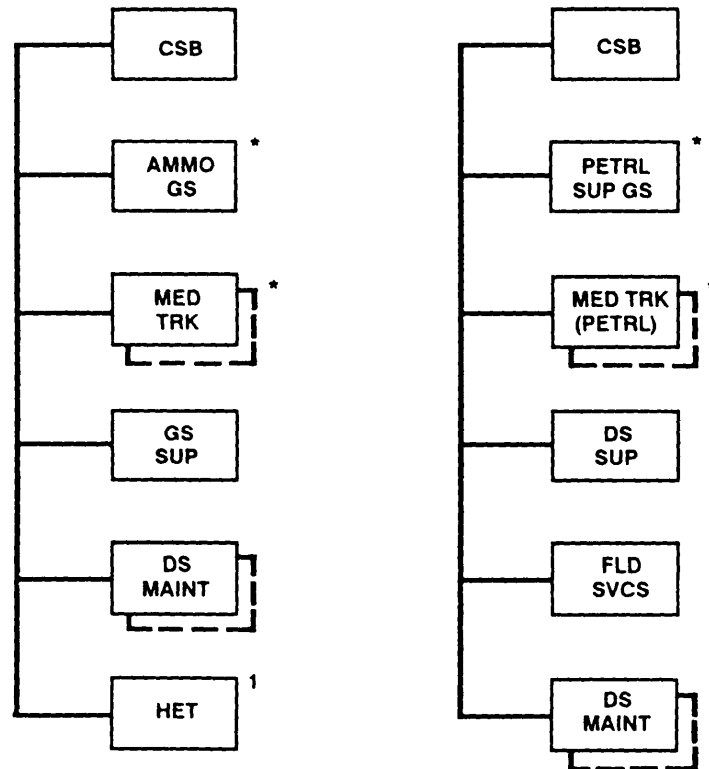 CSB
AMMO *
GS
MED *
TRK
GS
SUP
DS
MAINT
HET 1
CSB
PETRL *
SUP GS
MED TRK
(PETRL)
DS
SUP
FLD
SVCS
DS
MAINT